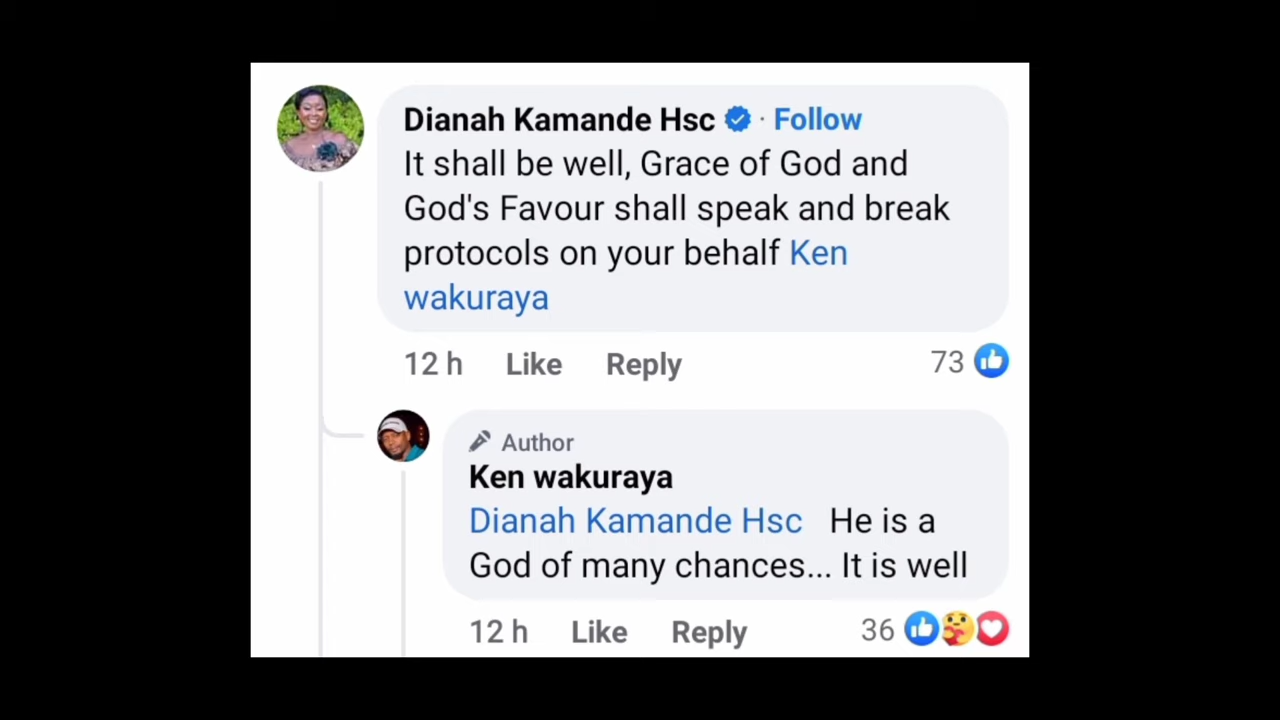 Dianah Kamande Hsc · Follow
It shall be well, Grace of God and
God's Favour shall speak and break
protocols on your behalf Ken
wakuraya
12 h Like Reply 73
Author
Ken wakuraya
Dianah Kamande Hsc He is a
God of many chances... It is well
12 h Like Reply 36